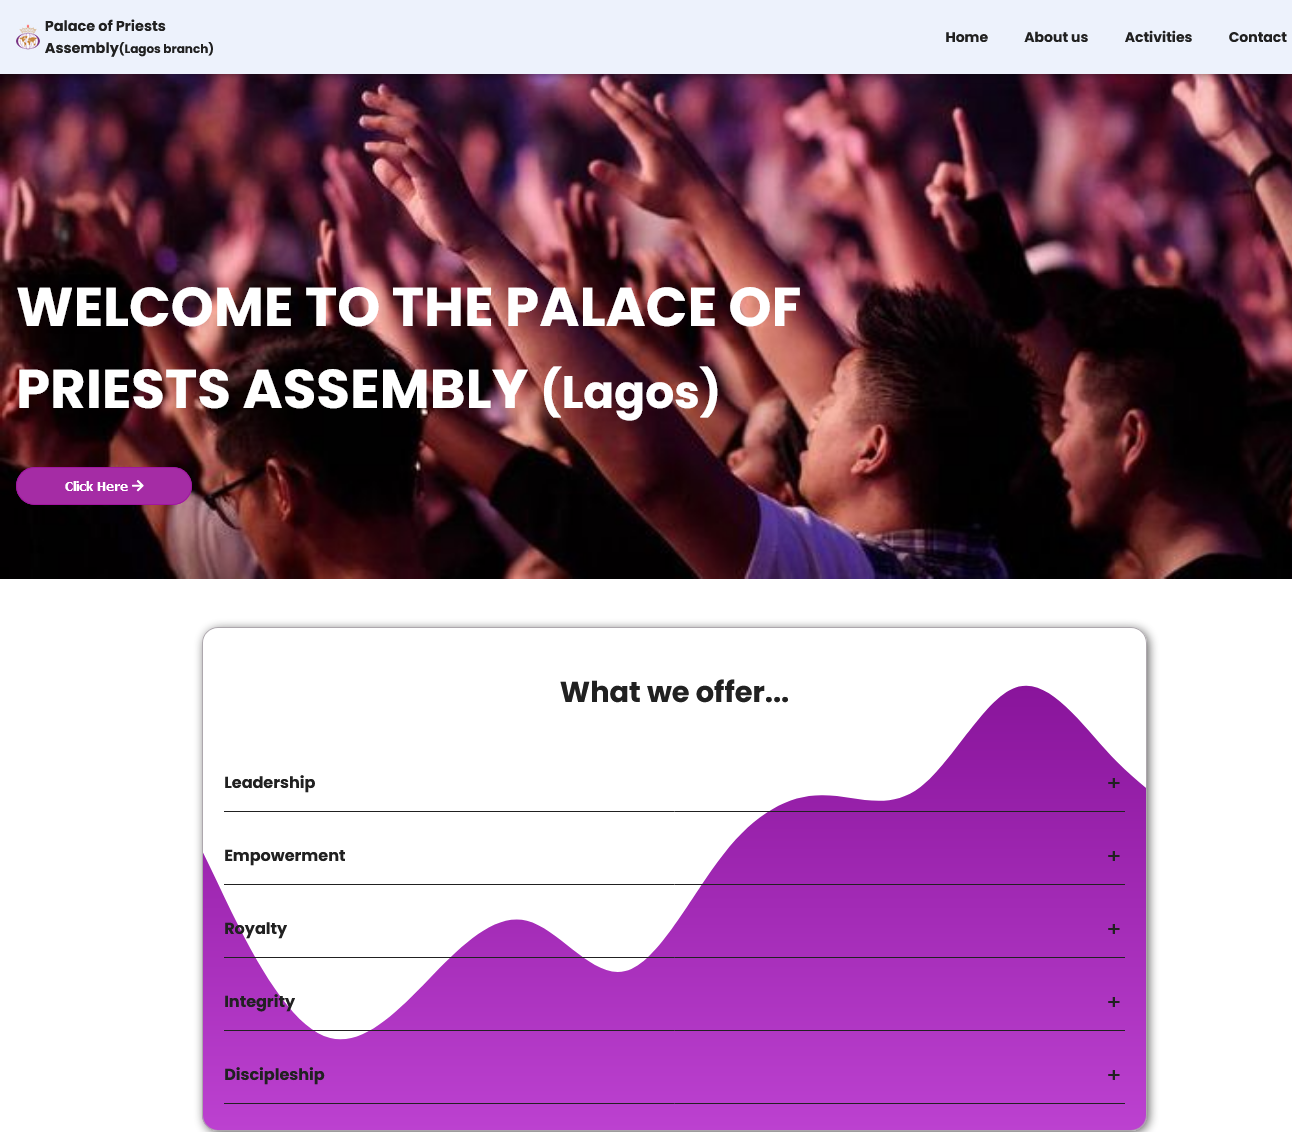 Palace of Priests
Assembly(Lagos branch)
Home About us Activities Contact
WELCOME TO THE PALACE OF
PRIESTS ASSEMBLY (Lagos)
Click Here
What we offer...
Leadership +
Empowerment +
Royalty +
Integrity +
Discipleship +